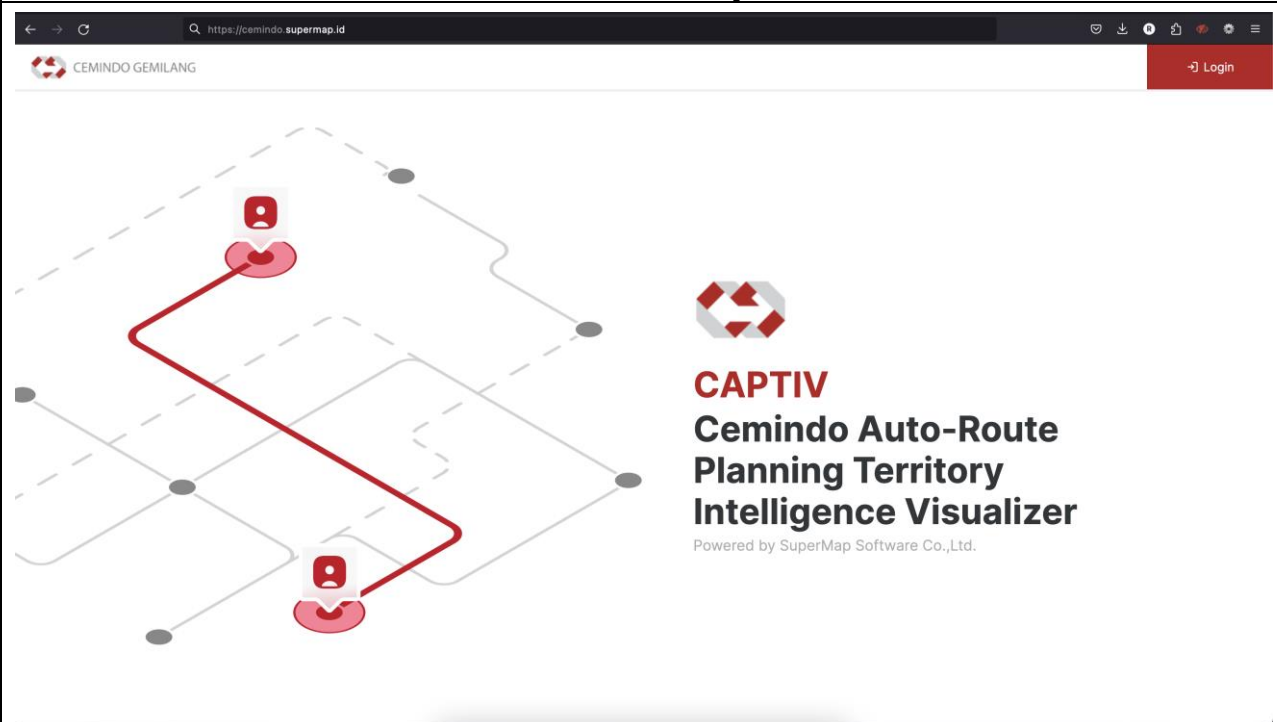 https://cemindo.supermap.id
CEMINDO GEMILANG
Login
CAPTIV
Cemindo Auto-Route
Planning Territory
Intelligence Visualizer
Powered by SuperMap Software Co.,Ltd.